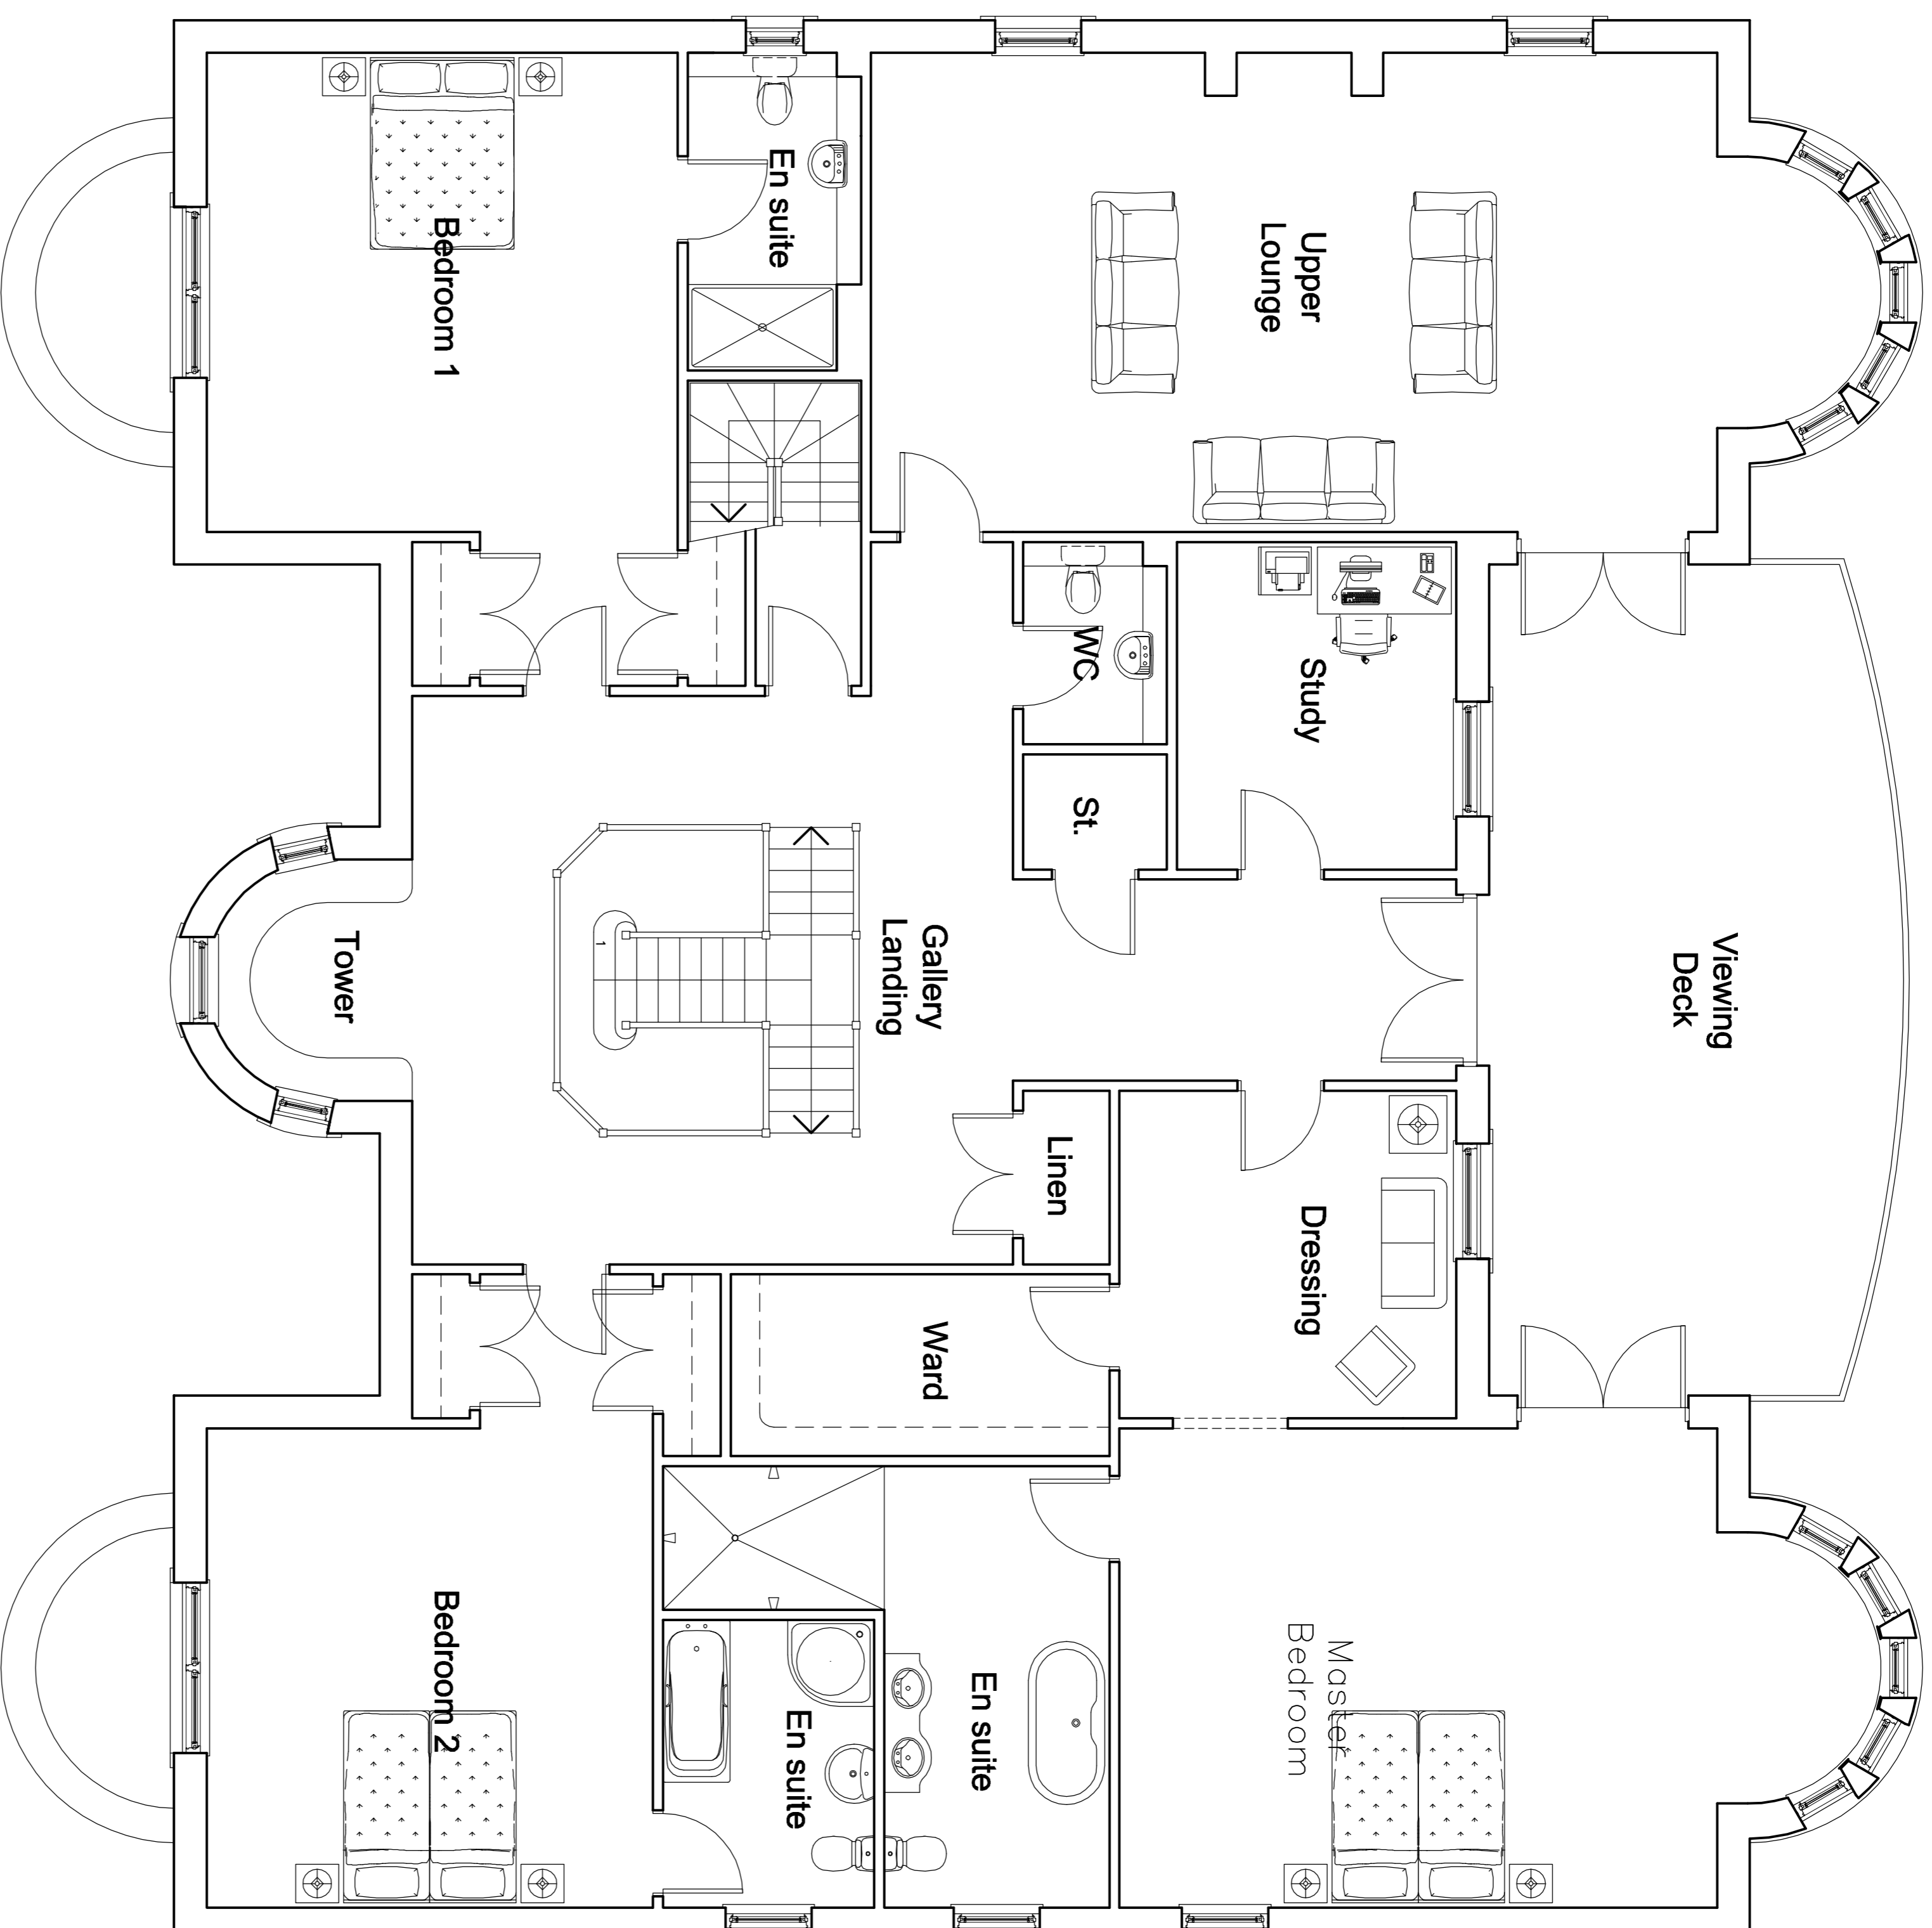 Upper
Lounge
Viewing
Deck
Study
WC
St.
En suite
Bedroom 1
Gallery
Landing
1
Tower
Linen
Dressing
Ward
Master
Bedroom
En suite
En suite
Bedroom 2